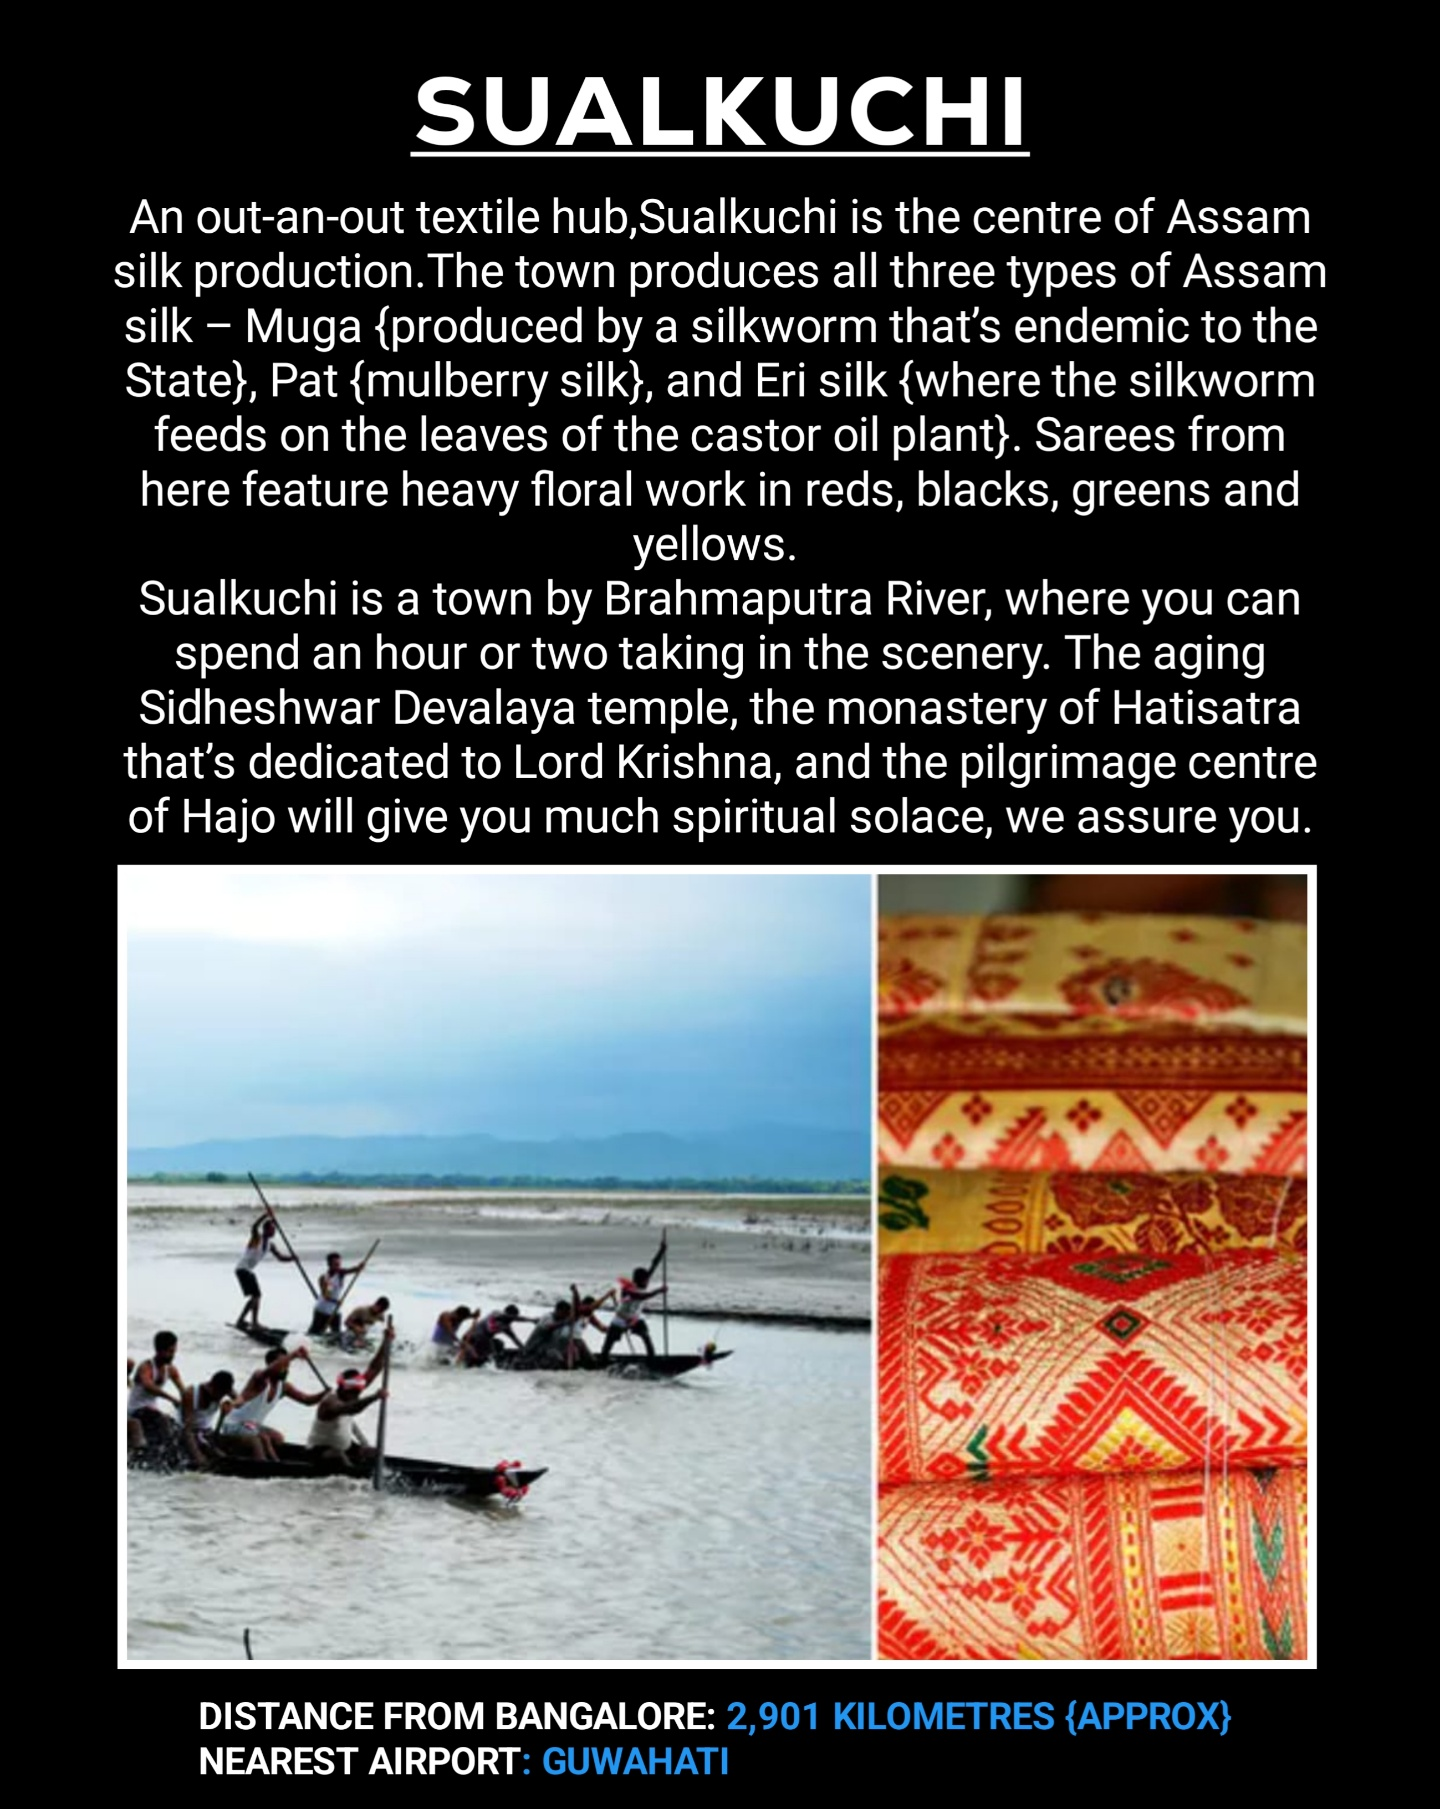 SUALKUCHI
An out-an-out textile hub,Sualkuchi is the centre of Assam
silk production.The town produces all three types of Assam
silk – Muga {produced by a silkworm that’s endemic to the
State}, Pat {mulberry silk}, and Eri silk {where the silkworm
feeds on the leaves of the castor oil plant}. Sarees from
here feature heavy floral work in reds, blacks, greens and
yellows.
Sualkuchi is a town by Brahmaputra River, where you can
spend an hour or two taking in the scenery. The aging
Sidheshwar Devalaya temple, the monastery of Hatisatra
that’s dedicated to Lord Krishna, and the pilgrimage centre
of Hajo will give you much spiritual solace, we assure you.
DISTANCE FROM BANGALORE: 2,901 KILOMETRES {APPROX}
NEAREST AIRPORT: GUWAHATI